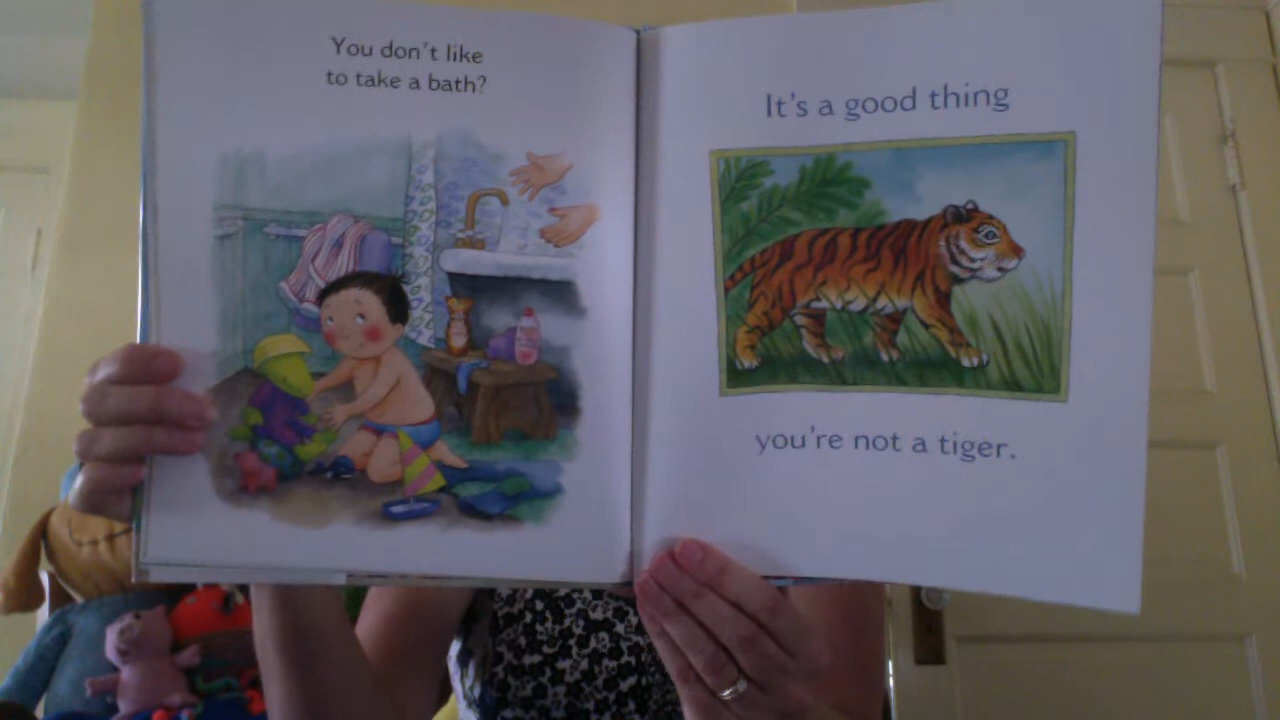 You don't like
to take a bath?
It's a good thing
you're not a tiger.